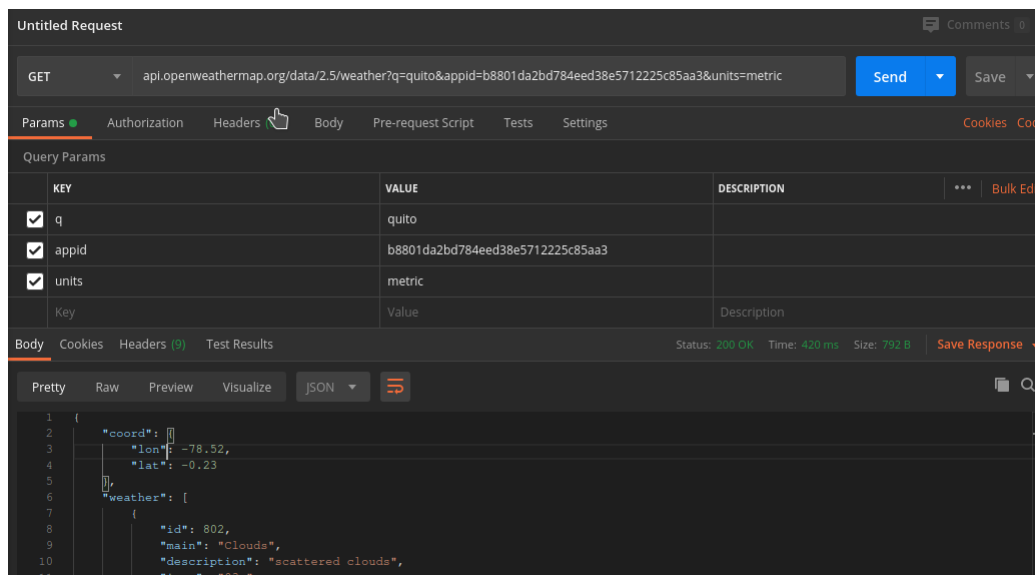 Untitled Request Comments 0
GET api.openweathermap.org/data/2.5/weather?q=quito&appid=b8801da2bd784eed38e5712225c85aa3&units=metric Send Save
Params Authorization Headers Body Pre-request Script Tests Settings Cookies
Query Params
KEY VALUE DESCRIPTION ••• Bulk Ed
q quito
appid b8801da2bd784eed38e5712225c85aa3
units metric
Key Value Description
Body Cookies Headers (9) Test Results Status: 200 OK Time: 420 ms Size: 792 B Save Response
Pretty Raw Preview Visualize JSON
1 {
2 "coord": {
3 "lon": -78.52,
4 "lat": -0.23
5 },
6 "weather": [
7 {
8 "id": 802,
9 "main": "Clouds",
10 "description": "scattered clouds",